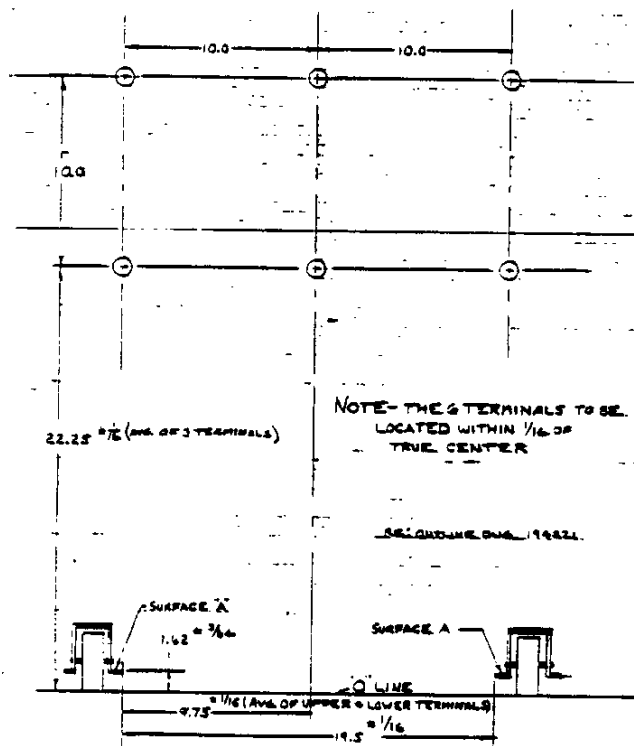 10.0 10.0
10.0
NOTE- THE 6 TERMINALS TO BE
LOCATED WITHIN 1/16 OF
TRUE CENTER
22.25 ± 1/16 (AVG. OF 3 TERMINALS)
SURFACE "A"
1.62 ± 3/64
SURFACE A
"O" LINE
± 1/16 (AVG OF UPPER & LOWER TERMINALS)
9.75
19.5 ± 1/16